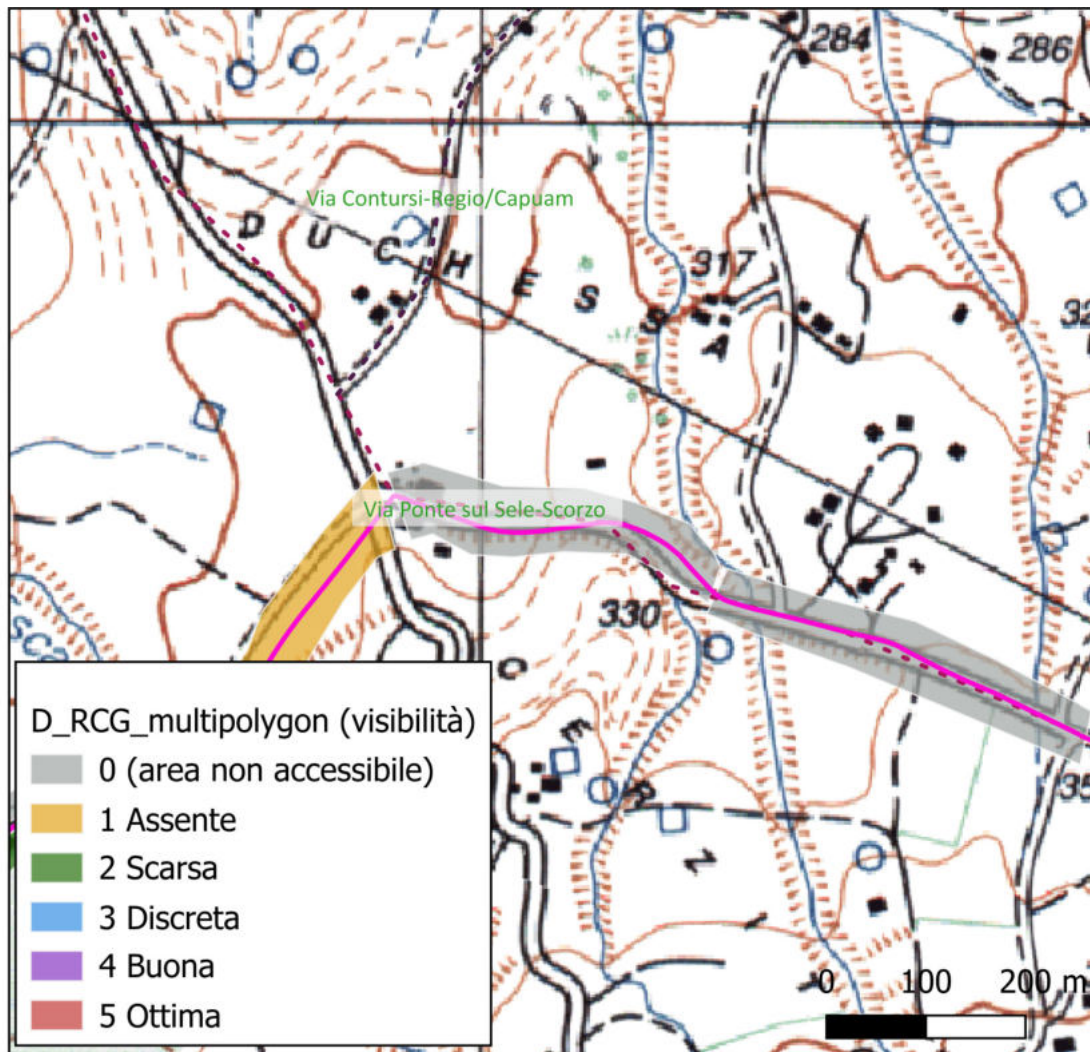 284
286
Via Contursi-Regio/Capuam
DUCHESSA
317
Via Ponte sul Sele-Scorzo
330
D_RCG_multipolygon (visibilità)
0 (area non accessibile)
1 Assente
2 Scarsa
3 Discreta
4 Buona
5 Ottima
0 100 200 m